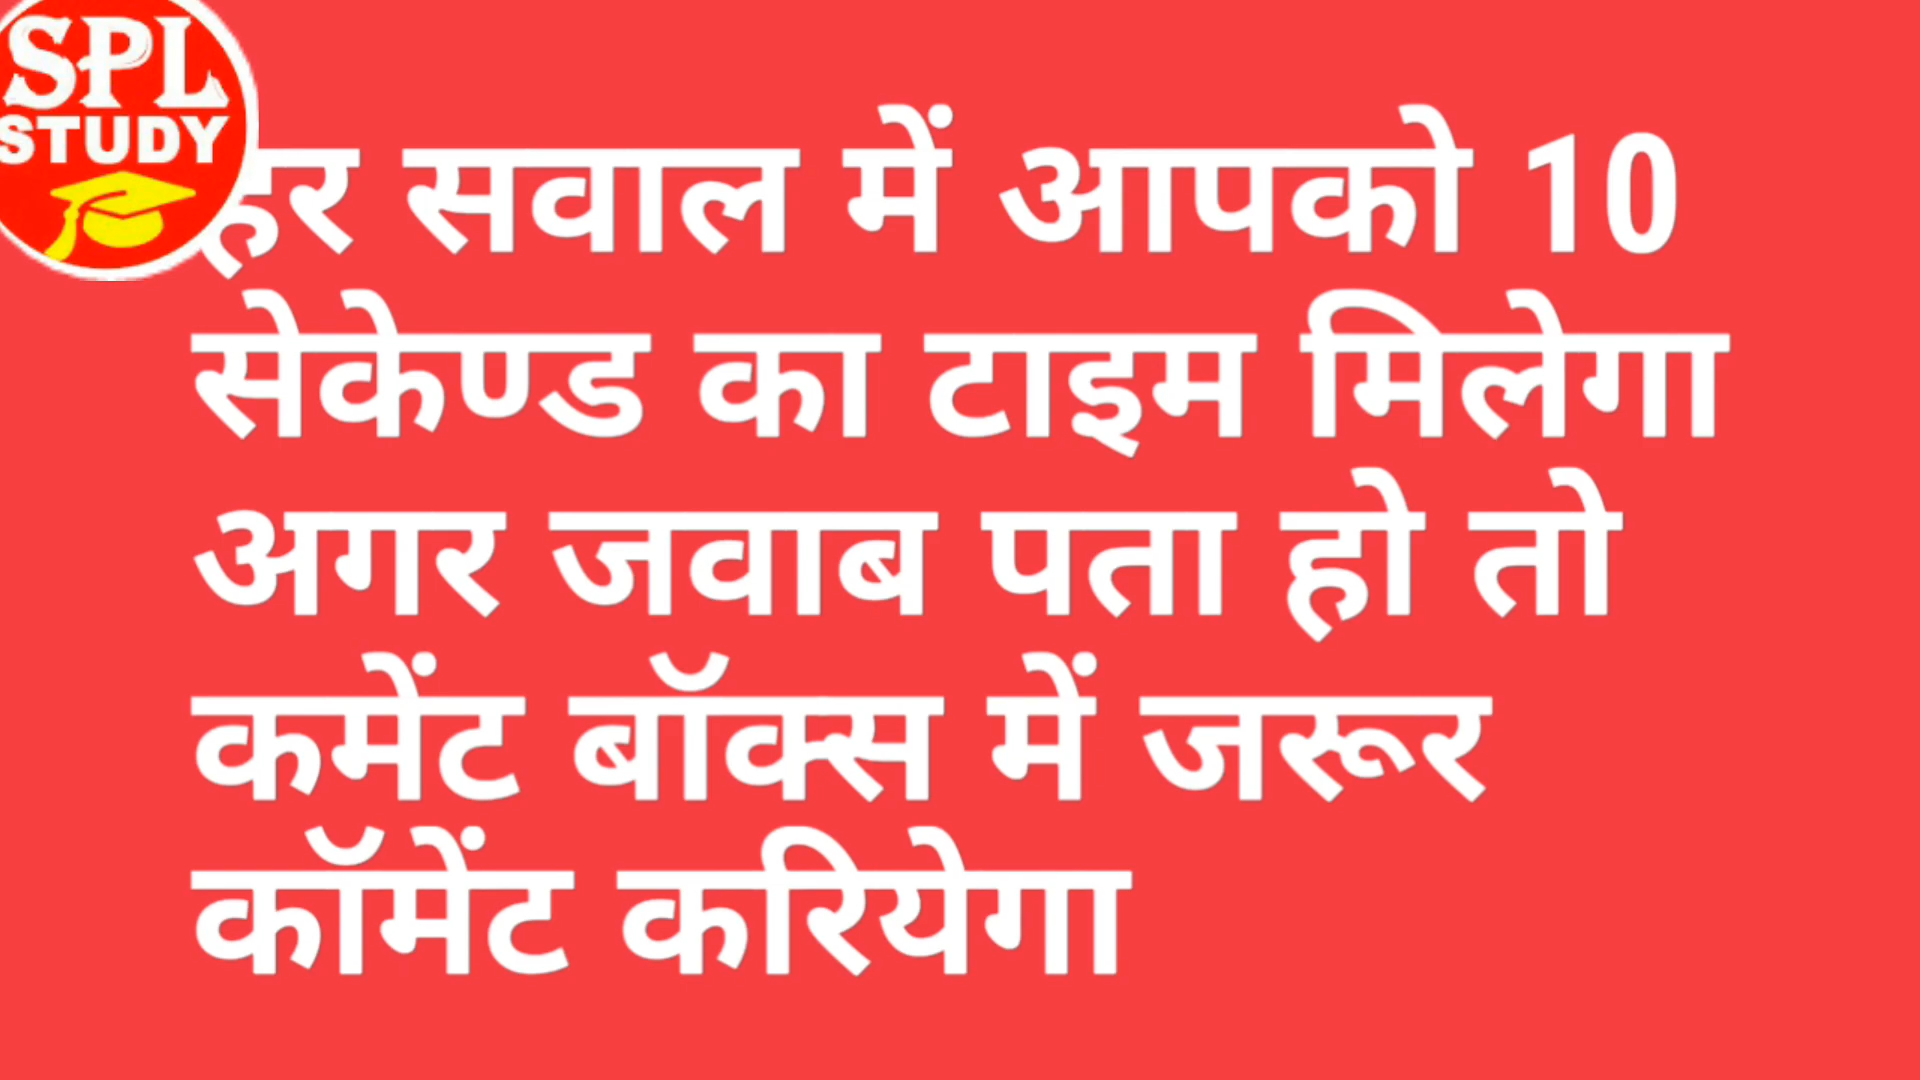 SPL
STUDY
हर सवाल में आपको 10
सेकेण्ड का टाइम मिलेगा
अगर जवाब पता हो तो
कमेंट बॉक्स में जरूर
कॉमेंट करियेगा